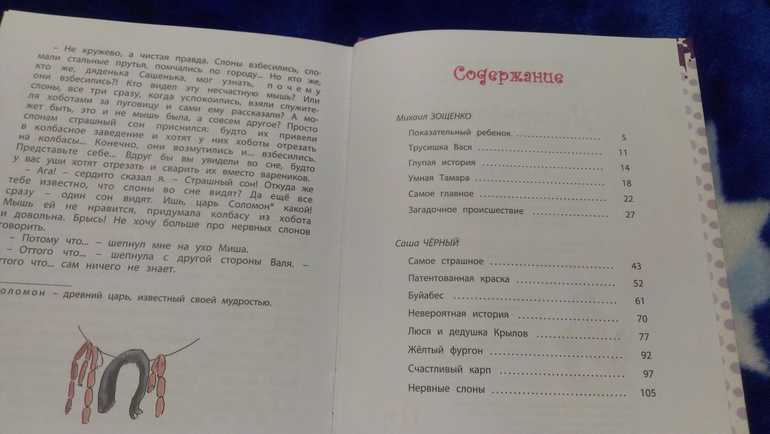 – Не кружево, а чистая правда. Слоны взбесились, сло-
мали стальные прутья, помчались по городу... Но кто же,
кто же, дяденька Сашенька, мог узнать, почему
они взбесились?! Кто видел эту несчастную мышь? Или
слоны, все три сразу, когда успокоились, взяли служите-
ля хоботами за пуговицу и сами ему рассказали? А мо-
жет быть, это и не мышь была, а совсем другое? Просто
слонам страшный сон приснился: будто их привели
в колбасное заведение и хотят у них хоботы отрезать
на колбасы... Конечно, они возмутились и... взбесились.
Представьте себе... Вдруг бы вы увидели во сне, будто
у вас уши хотят отрезать и сварить их вместо вареников,
– Ага! – сердито сказал я. – Страшный сон! Откуда же
тебе известно, что слоны во сне видят? Да ещё все
сразу – один сон видят. Ишь, царь Соломон* какой!
Мышь ей не нравится, придумала колбасу из хобота
и довольна. Брысь! Не хочу больше про нервных слонов
говорить.
– Потому что... – шепнул мне на ухо Миша.
– Оттого что... – шепнула с другой стороны Валя. –
ттого что... сам ничего не знает.
оломон – древний царь, известный своей мудростью.
Содержание
Михаил ЗОЩЕНКО
Показательный ребенок ..................... 5
Трусишка Вася ..................... 11
Глупая история ..................... 14
Умная Тамара ..................... 18
Самое главное ..................... 22
Загадочное происшествие ..................... 27
Саша ЧЁРНЫЙ
Самое страшное ..................... 43
Патентованная краска ..................... 52
Буйабес ..................... 61
Невероятная история ..................... 70
Люся и дедушка Крылов ..................... 77
Жёлтый фургон ..................... 92
Счастливый карп ..................... 97
Нервные слоны ..................... 105